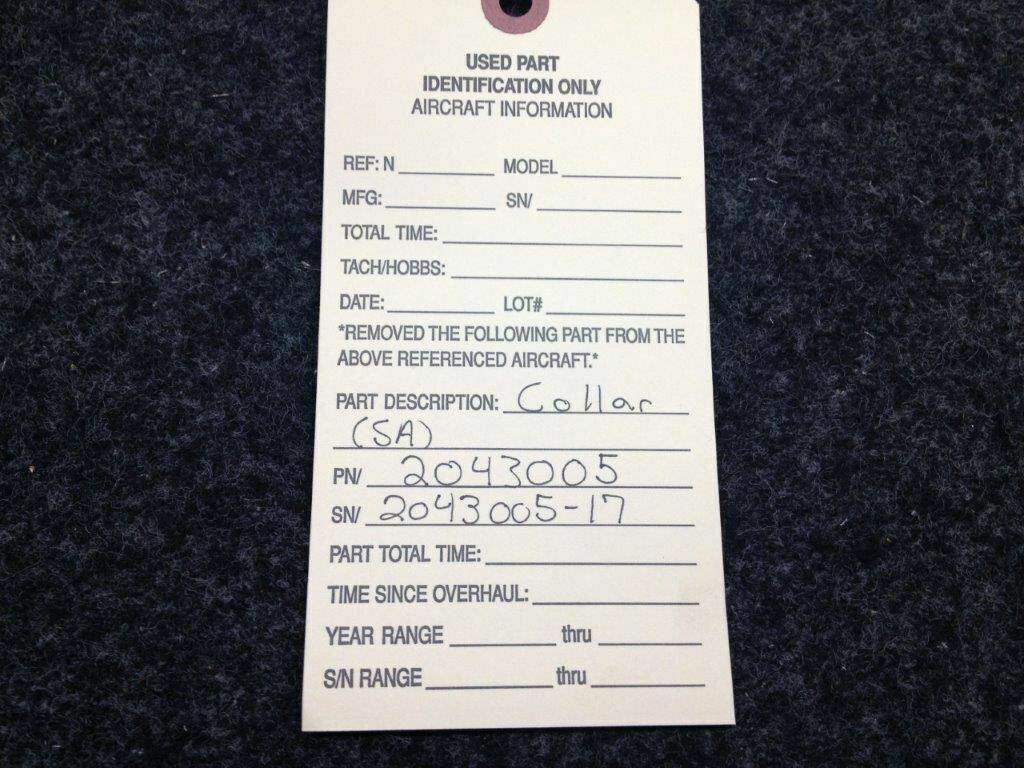 USED PART
IDENTIFICATION ONLY
AIRCRAFT INFORMATION
REF: N MODEL
MFG: SN/
TOTAL TIME:
TACH/HOBBS:
DATE: LOT#
*REMOVED THE FOLLOWING PART FROM THE
ABOVE REFERENCED AIRCRAFT.*
PART DESCRIPTION: Collar
(SA)
PN/ 2043005
SN/ 2043005-17
PART TOTAL TIME:
TIME SINCE OVERHAUL:
YEAR RANGE thru
S/N RANGE thru